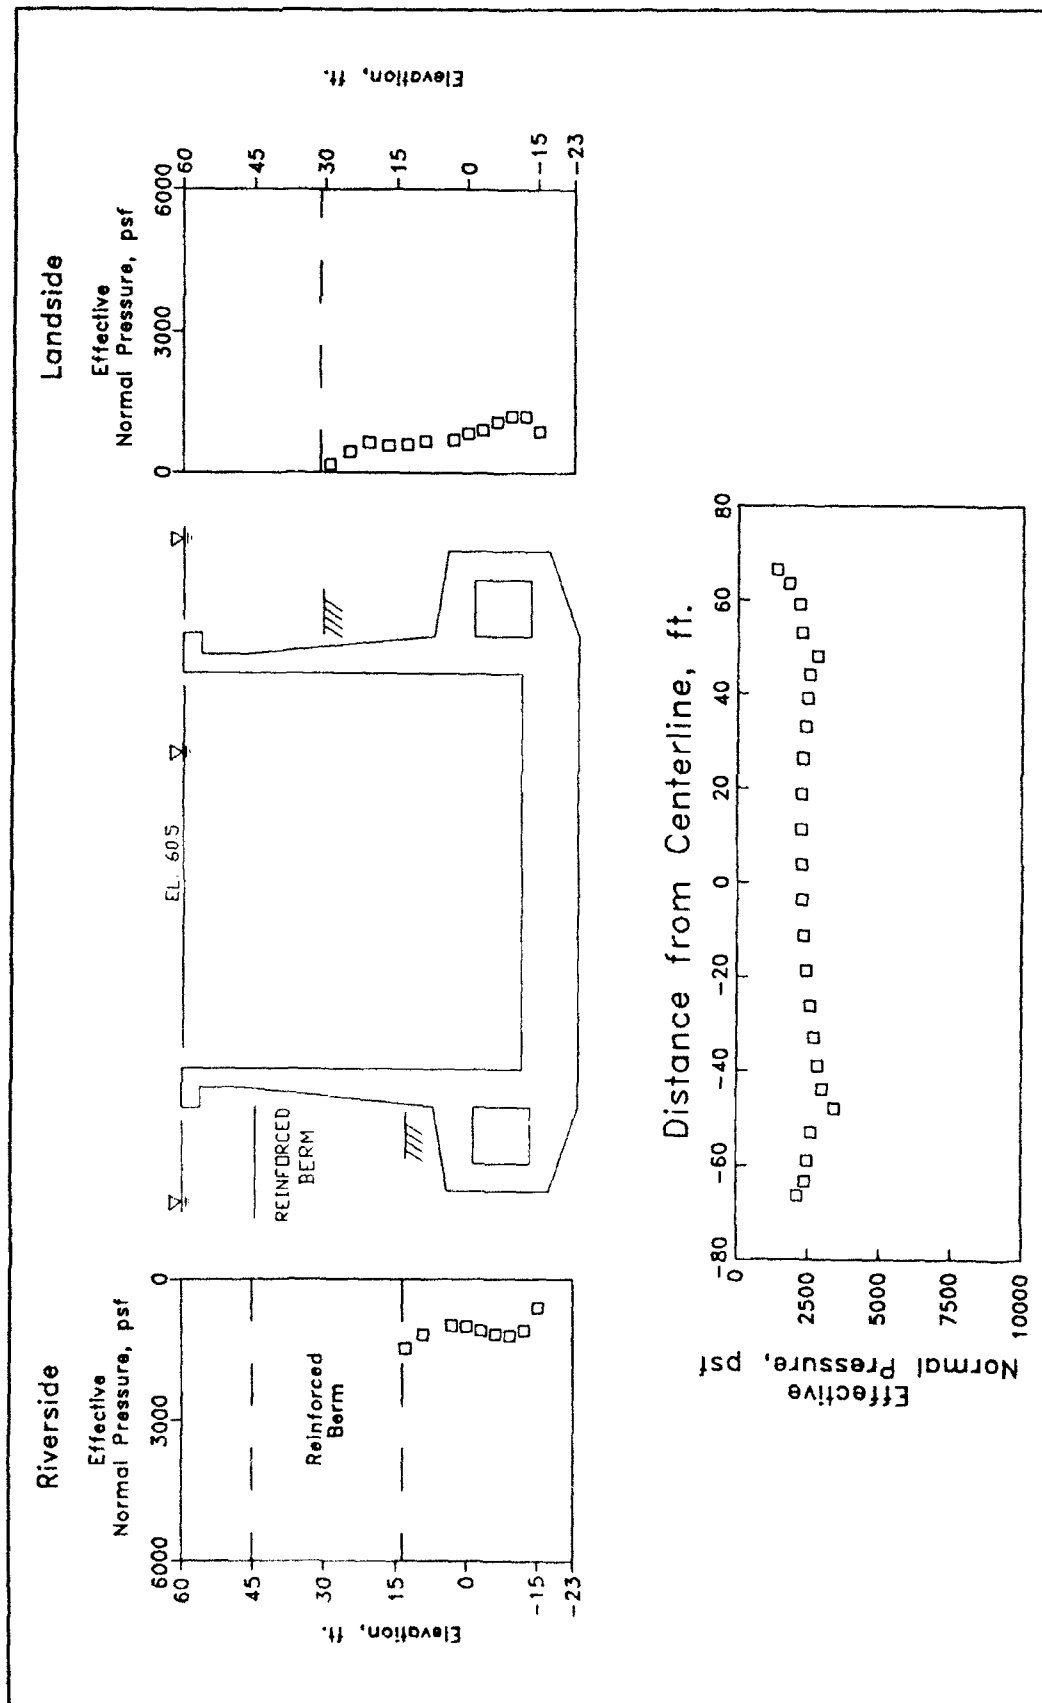 Riverside
Effective
Normal Pressure, psf
6000
3000
0
60
45
30
15
0
-15
-23
Elevation, ft.
Reinforced
Berm
EL. 60.5
REINFORCED
BERM
Landside
Effective
Normal Pressure, psf
0
3000
6000
60
45
30
15
0
-15
-23
Elevation, ft.
Distance from Centerline, ft.
-80
-60
-40
-20
0
20
40
60
80
0
2500
5000
7500
10000
Effective
Normal Pressure, psf